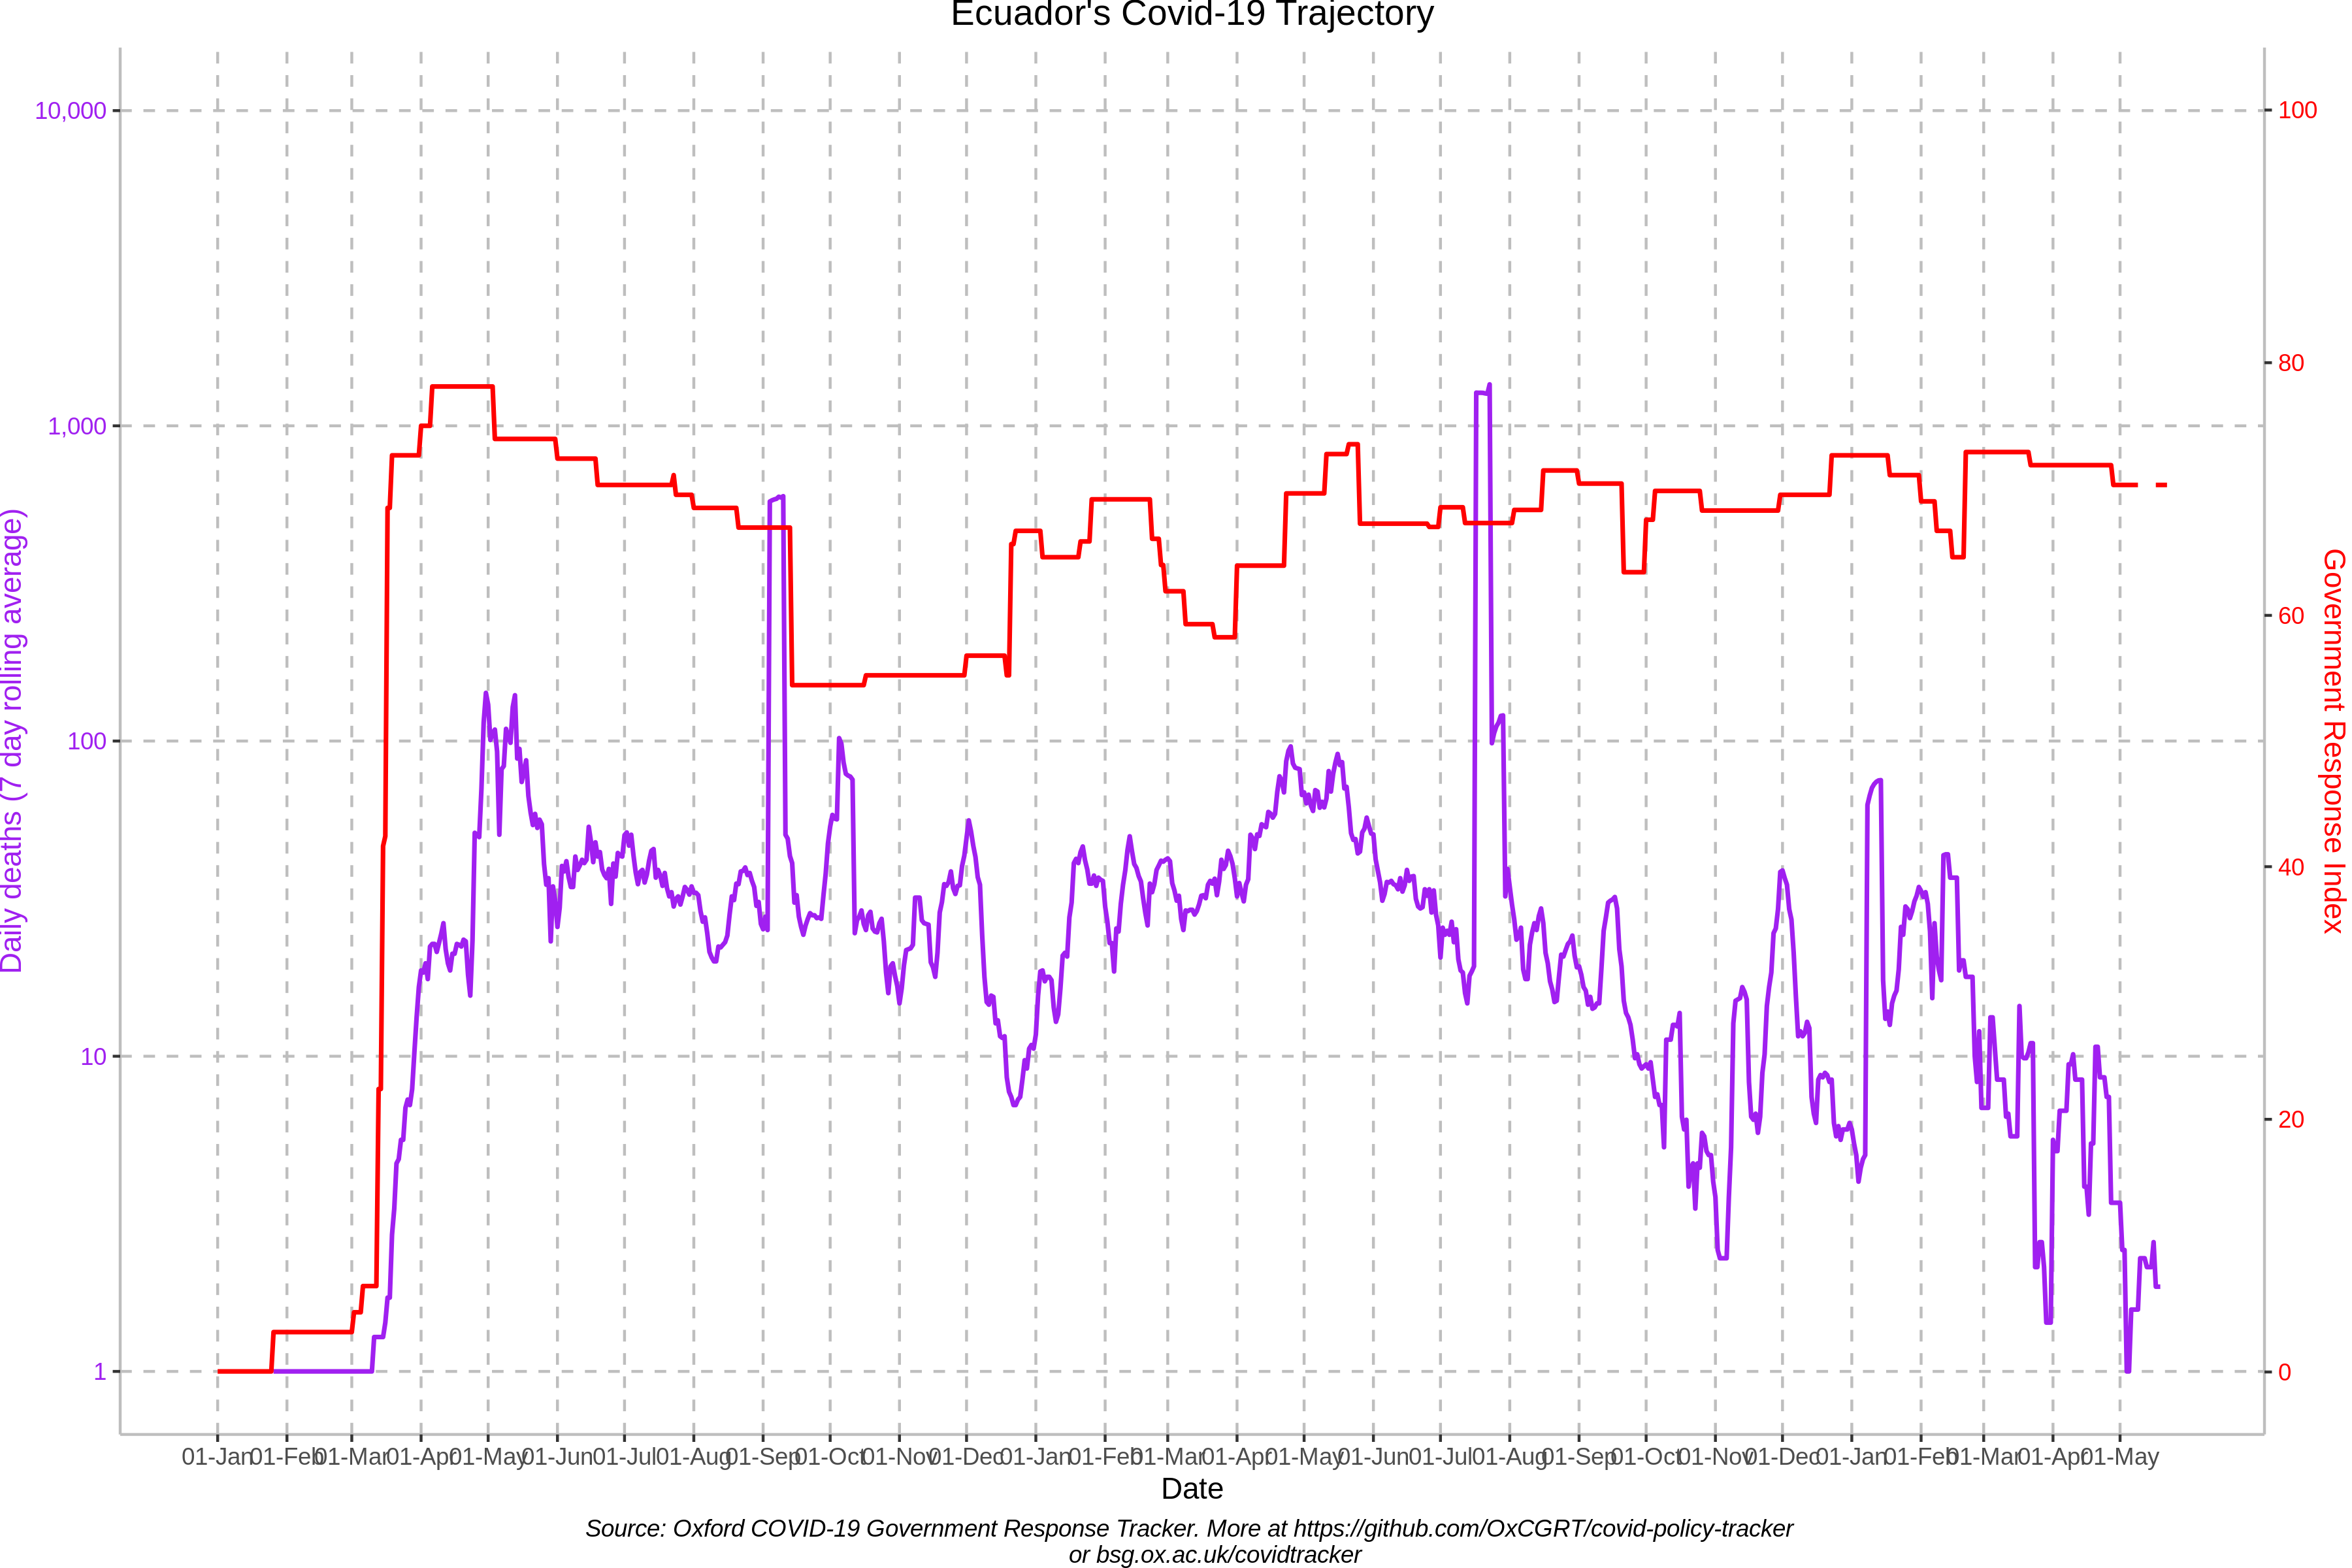 Ecuador's Covid-19 Trajectory
10,000
1,000
100
10
1
Daily deaths (7 day rolling average)
100
80
60
40
20
0
Government Response Index
01-Jan 01-Feb 01-Mar 01-Apr 01-May 01-Jun 01-Jul 01-Aug 01-Sep 01-Oct 01-Nov 01-Dec 01-Jan 01-Feb 01-Mar 01-Apr 01-May 01-Jun 01-Jul 01-Aug 01-Sep 01-Oct 01-Nov 01-Dec 01-Jan 01-Feb 01-Mar 01-Apr 01-May
Date
Source: Oxford COVID-19 Government Response Tracker. More at https://github.com/OxCGRT/covid-policy-tracker
or bsg.ox.ac.uk/covidtracker